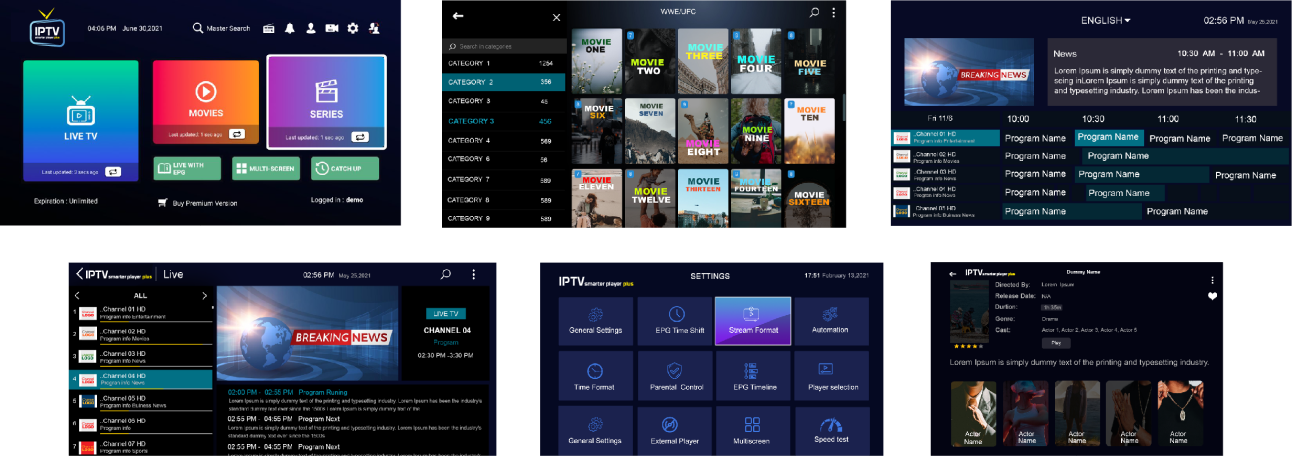 IPTV
04:06 PM June 30,2021
Master Search
LIVE TV
Last updated: 3 secs ago
MOVIES
Last updated: 1 sec ago
SERIES
Last updated: 1 sec ago
LIVE WITH EPG
MULTI-SCREEN
CATCH UP
Expiration : Unlimited
Buy Premium Version
Logged in : demo
WWE/UFC
Search in categories
CATEGORY 1 1254
CATEGORY 2 356
CATEGORY 3 45
CATEGORY 3 456
CATEGORY 4 589
CATEGORY 6 56
CATEGORY 7 589
CATEGORY 8 589
CATEGORY 9 589
MOVIE ONE
MOVIE TWO
MOVIE THREE
MOVIE FOUR
MOVIE FIVE
MOVIE SIX
MOVIE SEVEN
MOVIE EIGHT
MOVIE NINE
MOVIE TEN
MOVIE ELEVEN
MOVIE TWELVE
MOVIE THIRTEEN
MOVIE FOURTEEN
MOVIE SIXTEEN
ENGLISH
02:56 PM May 25,2021
BREAKING NEWS
News 10:30 AM - 11:00 AM
Lorem Ipsum is simply dummy text of the printing and type-
seing inLorem Ipsum is simply dummy text of the printing
and typesetting industry. Lorem Ipsum has been the indus-
Fri 11/6 10:00 10:30 11:00 11:30
..Channel 01 HD
Program info Entertainment
Program Name Program Name Program Name Program Name
..Channel 02 HD
Program info Movies
Program Name Program Name
..Channel 03 HD
Program info News
Program Name Program Name Program Name
..Channel 04 HD
Program info News
Program Name Program Name
..Channel 05 HD
Program info Buiness News
Program Name Program Name
IPTV smarter player plus Live
02:56 PM May 25,2021
ALL
1 ..Channel 01 HD
Program info Entertainment
2 ..Channel 02 HD
Program info Movies
3 ..Channel 03 HD
Program info News
4 ..Channel 04 HD
Program info News
5 ..Channel 05 HD
Program info Buiness News
..Channel 06 HD
Program info
7 ..Channel 07 HD
Program info Sports
BREAKING NEWS
LIVE TV
CHANNEL 04
Program
02:30 PM -3:30 PM
02:00 PM - 02:55 PM Program Runing
Lorem Ipsum is simply dummy text of the printing and typesetting industry. Lorem Ipsum has been the industry's
standard dummy text ever since the 1500s Lorem Ipsum is simply dummy text of the
02:55 PM - 04:55 PM Program Next
Lorem Ipsum is simply dummy text of the printing and typesetting industry. Lorem Ipsum has been the industry's
standard dummy text ever since the 1500s
02:55 PM - 04:55 PM Program Next
IPTV smarter player plus
SETTINGS
17:51 February 13,2021
General Settings
EPG Time Shift
Stream Format
Automation
Time Format
Parental Control
EPG Timeline
Player selection
General Settings
External Player
Multiscreen
Speed test
IPTV smarter player plus
Dummy Name
Directed By: Lorem Ipsum
Release Date: N/A
Durtion: 1h 35m
Genre: Drama
Cast: Actor 1, Actor 2, Actor 3, Actor 4, Actor 5
Play
Lorem Ipsum is simply dummy text of the printing and typesetting industry.
Actor Name
Actor Name
Actor Name
Actor Name
Actor Name